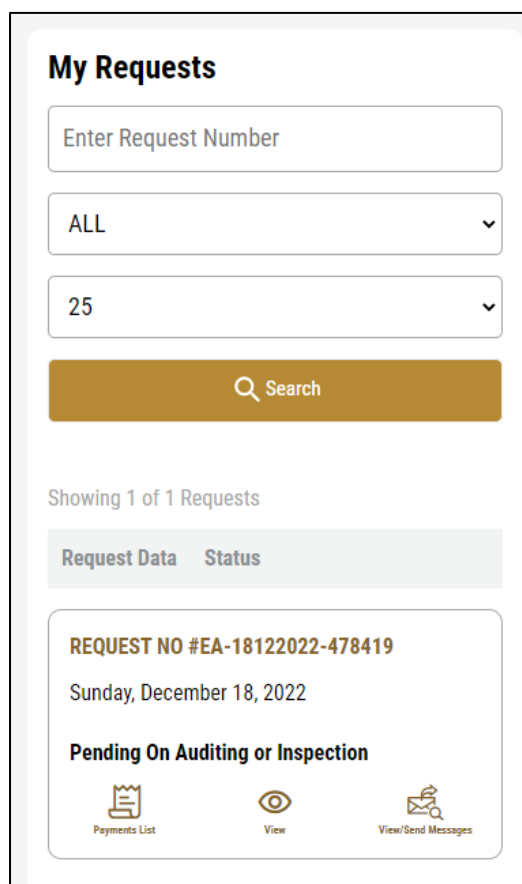 My Requests
Enter Request Number
ALL
25
Search
Showing 1 of 1 Requests
Request Data Status
REQUEST NO #EA-18122022-478419
Sunday, December 18, 2022
Pending On Auditing or Inspection
Payments List View View/Send Messages